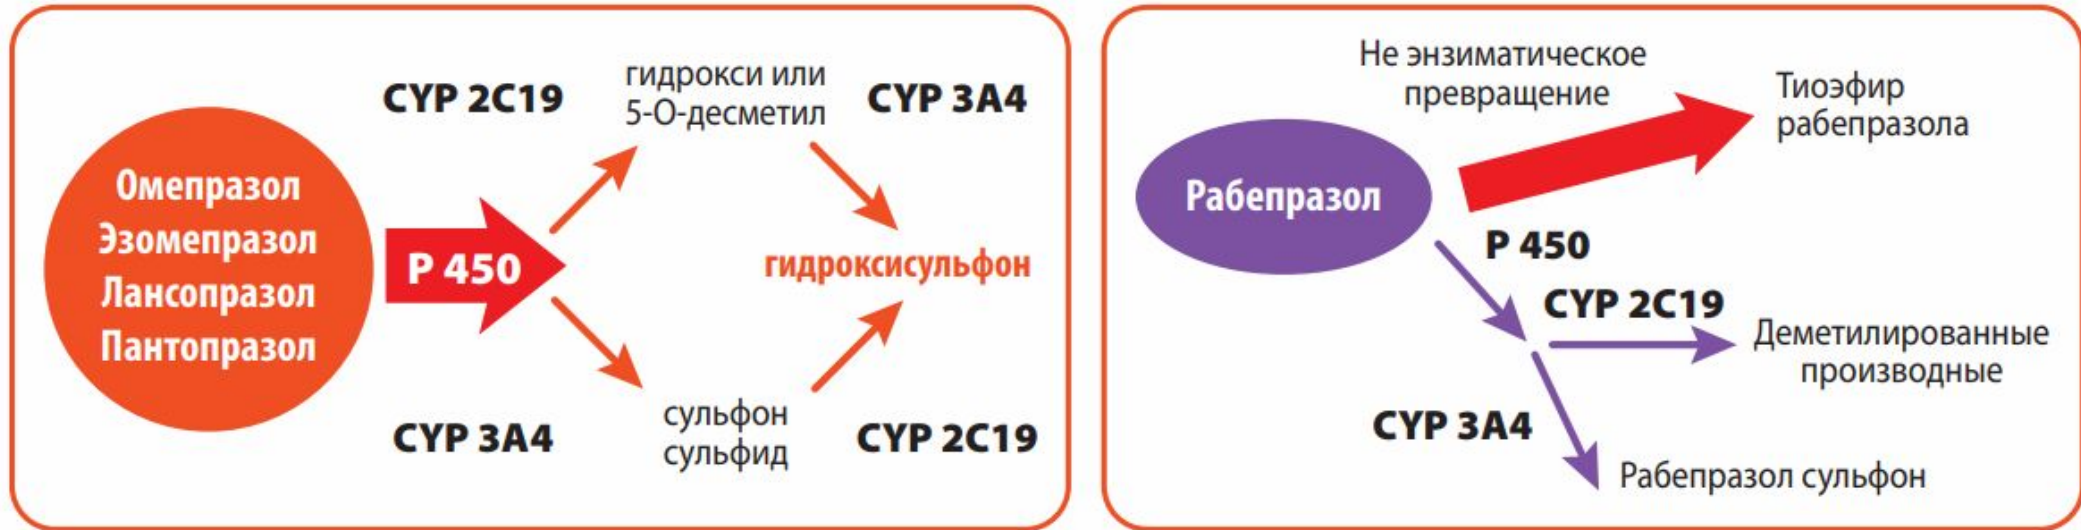 Омепразол
Эзомепразол
Лансопразол
Пантопразол
P 450
CYP 2C19
гидрокси или
5-О-десметил
CYP 3A4
гидроксисульфон
CYP 3A4
сульфон
сульфид
CYP 2C19
Рабепразол
Не энзиматическое
превращение
Тиоэфир
рабепразола
P 450
CYP 2C19
Деметилированные
производные
CYP 3A4
Рабепразол сульфон